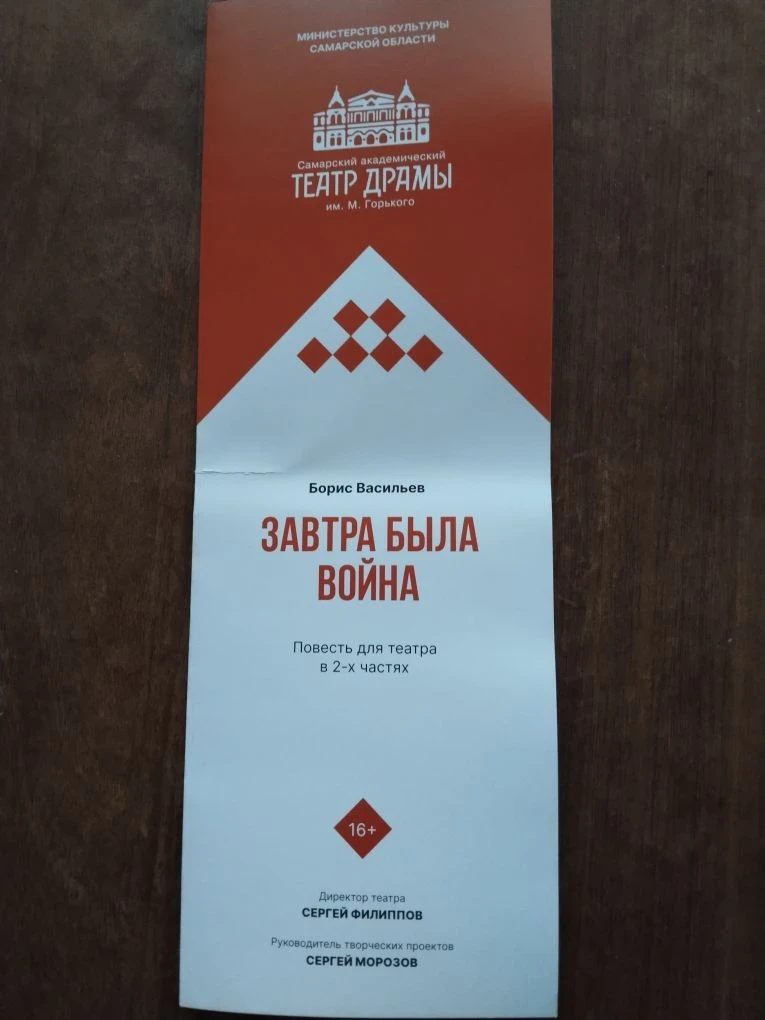 МИНИСТЕРСТВО КУЛЬТУРЫ
САМАРСКОЙ ОБЛАСТИ
Самарский академический
ТЕАТР ДРАМЫ
им. М. Горького
Борис Васильев
ЗАВТРА БЫЛА
ВОЙНА
Повесть для театра
в 2-х частях
16+
Директор театра
СЕРГЕЙ ФИЛИППОВ
Руководитель творческих проектов
СЕРГЕЙ МОРОЗОВ